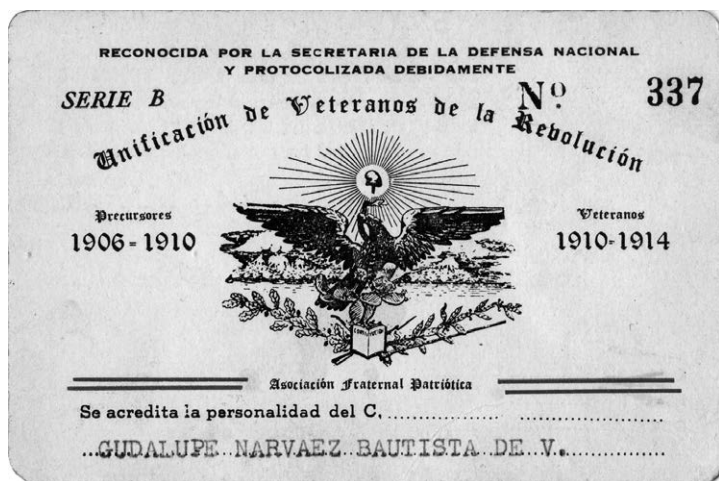 RECONOCIDA POR LA SECRETARIA DE LA DEFENSA NACIONAL
Y PROTOCOLIZADA DEBIDAMENTE
SERIE B
Nº 337
Unificación de Veteranos de la Revolución
Precursores
1906-1910
Veteranos
1910-1914
CONSTITUCION
Asociación Fraternal Patriótica
Se acredita la personalidad del C. .................... ....................
...GUDALUPE NARVAEZ BAUTISTA DE V. ....................